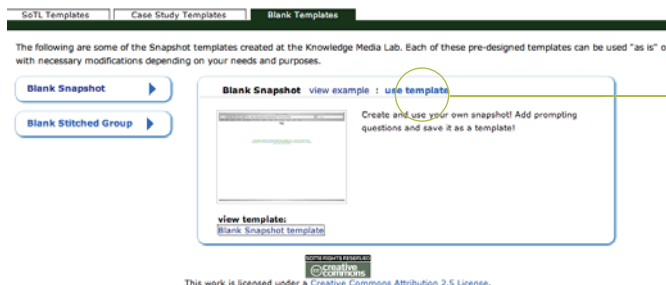 SoTL Templates Case Study Templates Blank Templates
The following are some of the Snapshot templates created at the Knowledge Media Lab. Each of these pre-designed templates can be used "as is" o
with necessary modifications depending on your needs and purposes.
Blank Snapshot
Blank Stitched Group
Blank Snapshot view example : use template
Create and use your own snapshot! Add prompting
questions and save it as a template!
view template:
Blank Snapshot template
SOME RIGHTS RESERVED
cc creative
commons
This work is licensed under a Creative Commons Attribution 2.5 License.